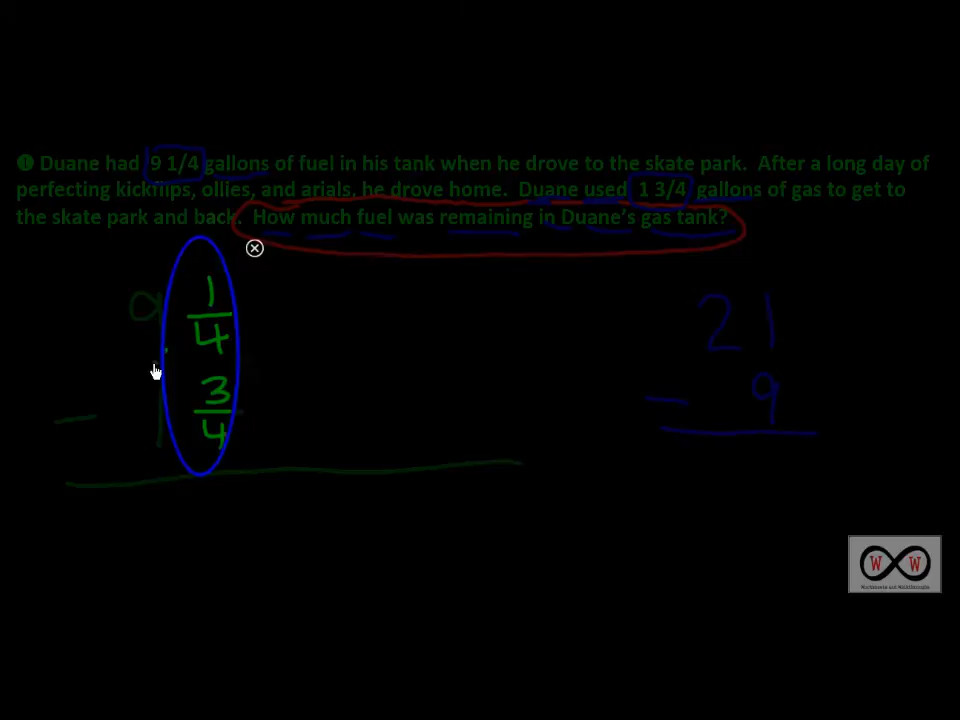 ❶ Duane had 9 1/4 gallons of fuel in his tank when he drove to the skate park. After a long day of
perfecting kickflips, ollies, and arials, he drove home. Duane used 1 3/4 gallons of gas to get to
the skate park and back. How much fuel was remaining in Duane's gas tank?
9 1/4
- 1 3/4
21
- 9
W W